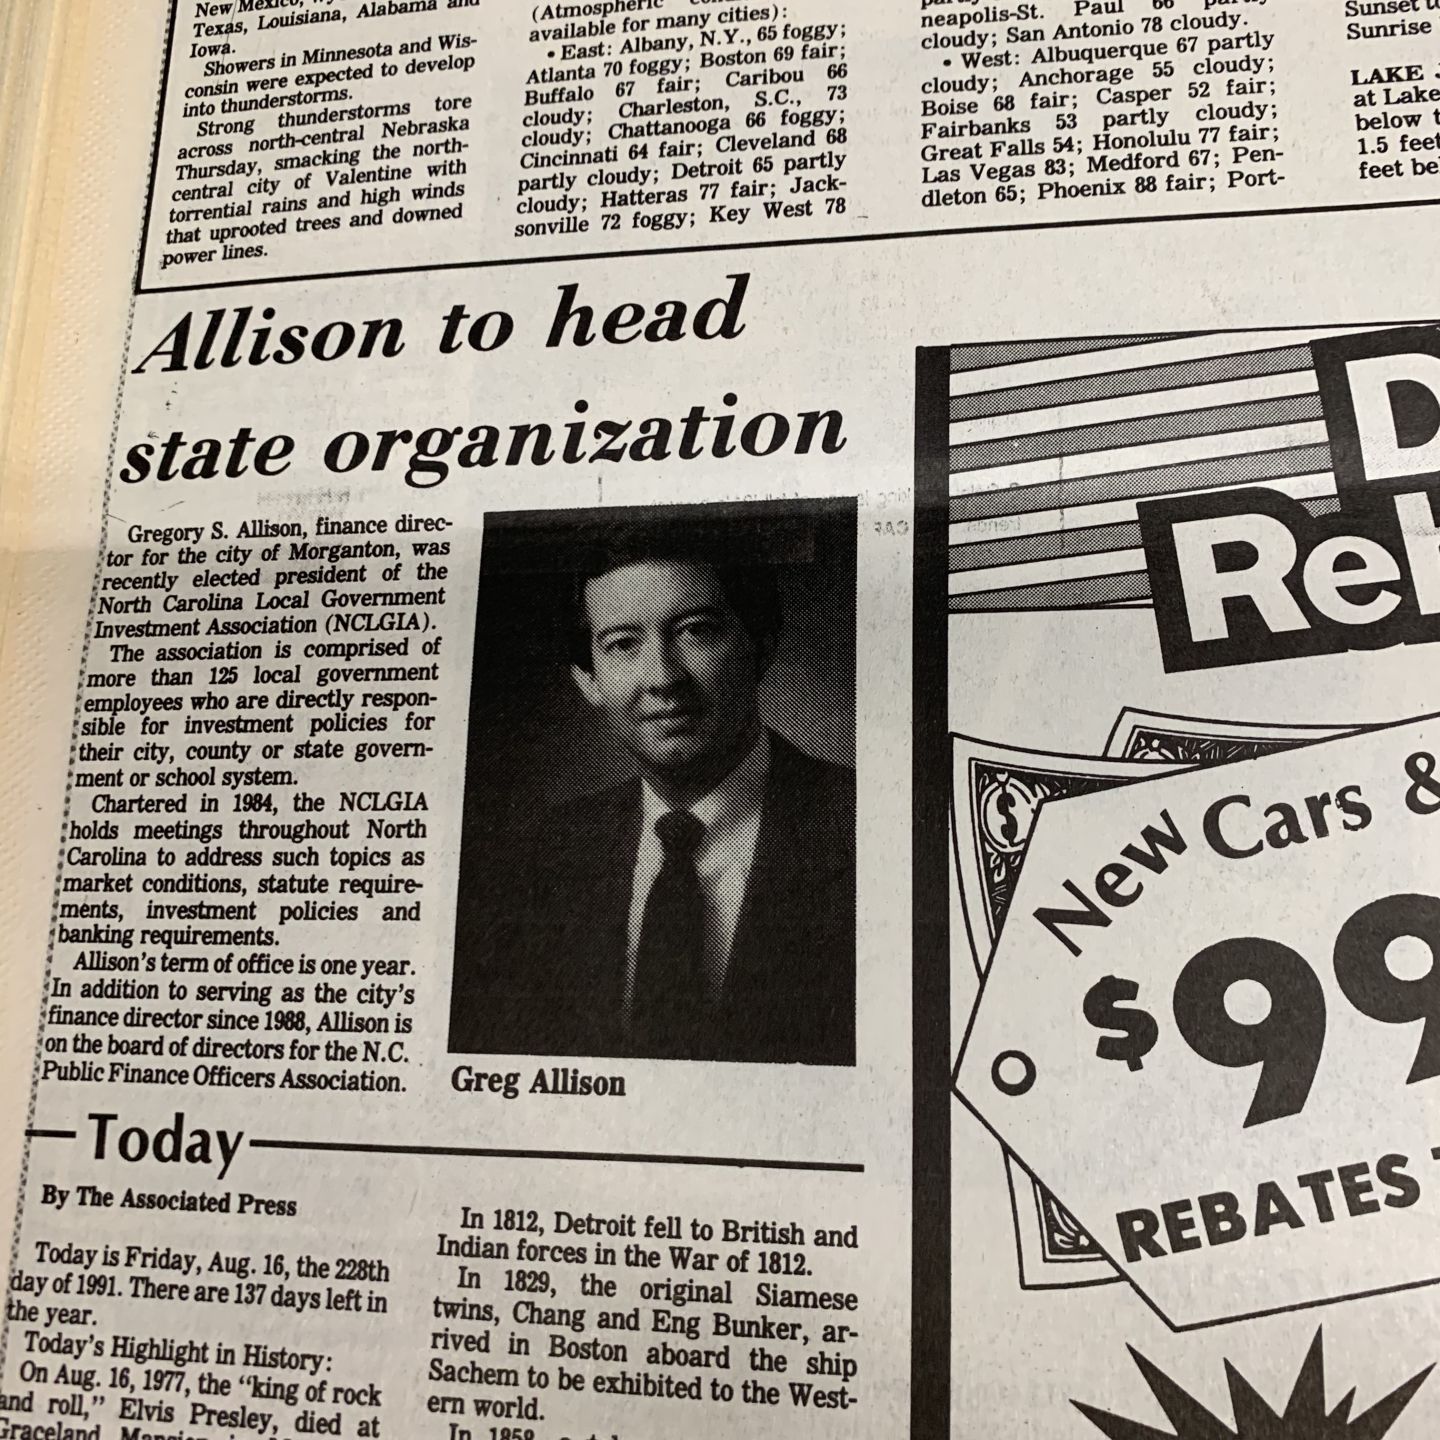 New Mexico,
Texas, Louisiana, Alabama and
Iowa.
Showers in Minnesota and Wis-
consin were expected to develop
into thunderstorms.
Strong thunderstorms tore
across north-central Nebraska
Thursday, smacking the north-
central city of Valentine with
torrential rains and high winds
that uprooted trees and downed
power lines.
(Atmospheric
available for many cities):
• East: Albany, N.Y., 65 foggy;
Atlanta 70 foggy; Boston 69 fair;
Buffalo 67 fair; Caribou 66
cloudy; Charleston, S.C., 73
cloudy; Chattanooga 66 foggy;
Cincinnati 64 fair; Cleveland 68
partly cloudy; Detroit 65 partly
cloudy; Hatteras 77 fair; Jack-
sonville 72 foggy; Key West 78
neapolis-St. Paul 66
cloudy; San Antonio 78 cloudy.
• West: Albuquerque 67 partly
cloudy; Anchorage 55 cloudy;
Boise 68 fair; Casper 52 fair;
Fairbanks 53 partly cloudy;
Great Falls 54; Honolulu 77 fair;
Las Vegas 83; Medford 67; Pen-
dleton 65; Phoenix 88 fair; Port-
Sunset
Sunrise
LAKE
at Lake
below
1.5 feet
feet
Allison to head
state organization
Gregory S. Allison, finance direc-
tor for the city of Morganton, was
recently elected president of the
North Carolina Local Government
Investment Association (NCLGIA).
The association is comprised of
more than 125 local government
employees who are directly respon-
sible for investment policies for
their city, county or state govern-
ment or school system.
Chartered in 1984, the NCLGIA
holds meetings throughout North
Carolina to address such topics as
market conditions, statute require-
ments, investment policies and
banking requirements.
Allison's term of office is one year.
In addition to serving as the city's
finance director since 1988, Allison is
on the board of directors for the N.C.
Public Finance Officers Association.
Greg Allison
Today
By The Associated Press
Today is Friday, Aug. 16, the 228th
day of 1991. There are 137 days left in
the year.
Today's Highlight in History:
On Aug. 16, 1977, the "king of rock
and roll," Elvis Presley, died at
Graceland
In 1812, Detroit fell to British and
Indian forces in the War of 1812.
In 1829, the original Siamese
twins, Chang and Eng Bunker, ar-
rived in Boston aboard the ship
Sachem to be exhibited to the West-
ern world.
In 1858,
New Cars &
$99
REBATES